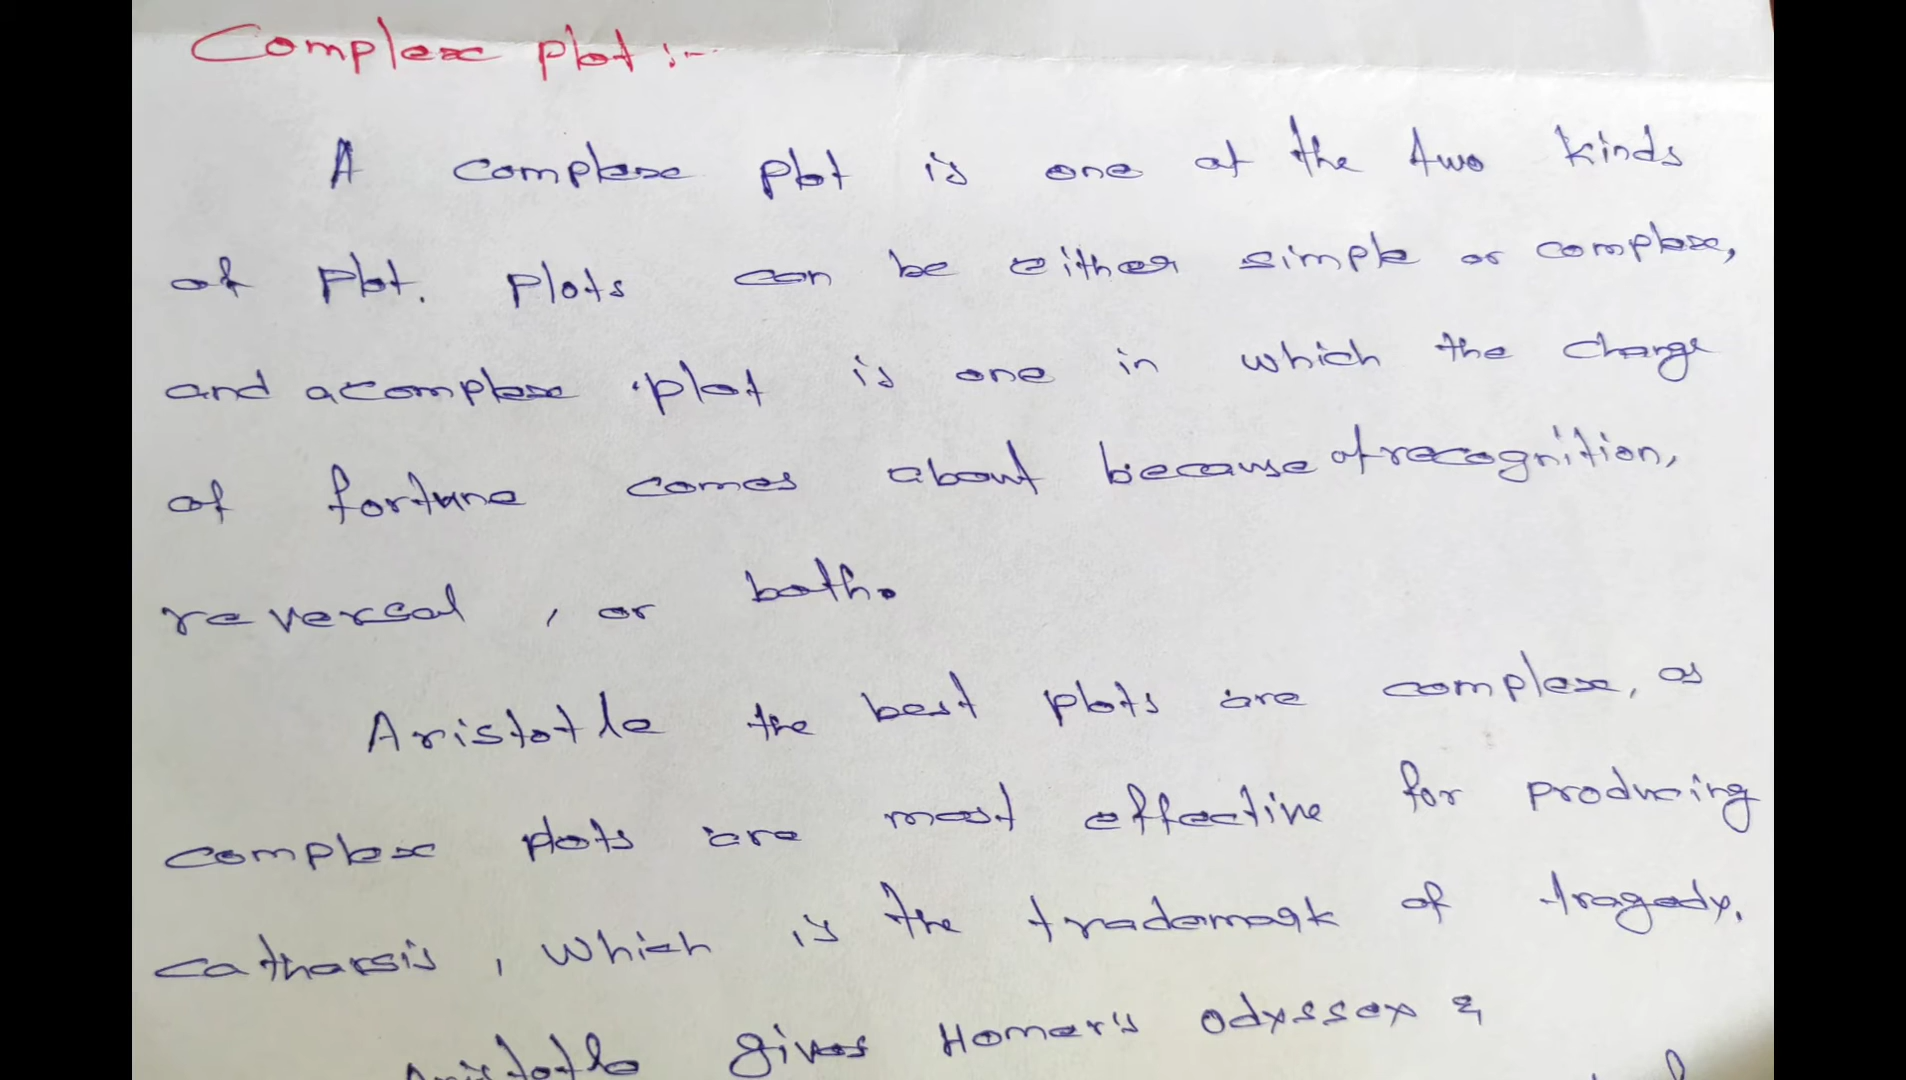 Complex plot :-
A complex plot is one of the two kinds
of plot. plots can be either simple or complex,
and a complex plot is one in which the change
of fortune comes about because of recognition,
reversal , or both.
Aristotle the best plots are complex, as
complex plots are most effective for producing
catharsis , which is the trademark of tragedy.
Aristotle gives Homer's odyssey &